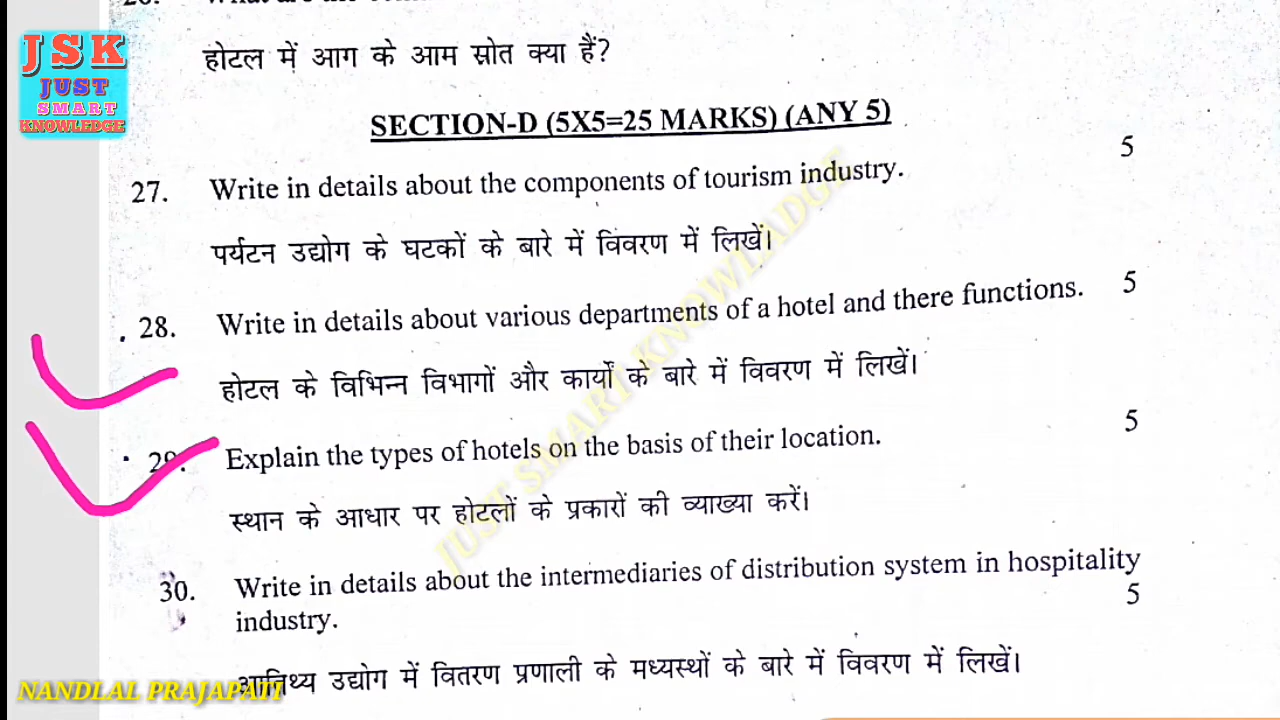 JSK
JUST
SMART
KNOWLEDGE
होटल में आग के आम स्रोत क्या हैं?
SECTION-D (5X5=25 MARKS) (ANY 5)
27. Write in details about the components of tourism industry. 5
पर्यटन उद्योग के घटकों के बारे में विवरण में लिखें।
28. Write in details about various departments of a hotel and there functions. 5
होटल के विभिन्न विभागों और कार्यों के बारे में विवरण में लिखें।
29. Explain the types of hotels on the basis of their location. 5
स्थान के आधार पर होटलों के प्रकारों की व्याख्या करें।
30. Write in details about the intermediaries of distribution system in hospitality
industry. 5
आतिथ्य उद्योग में वितरण प्रणाली के मध्यस्थों के बारे में विवरण में लिखें।
NANDLAL PRAJAPATI
JUST SMART KNOWLADGE